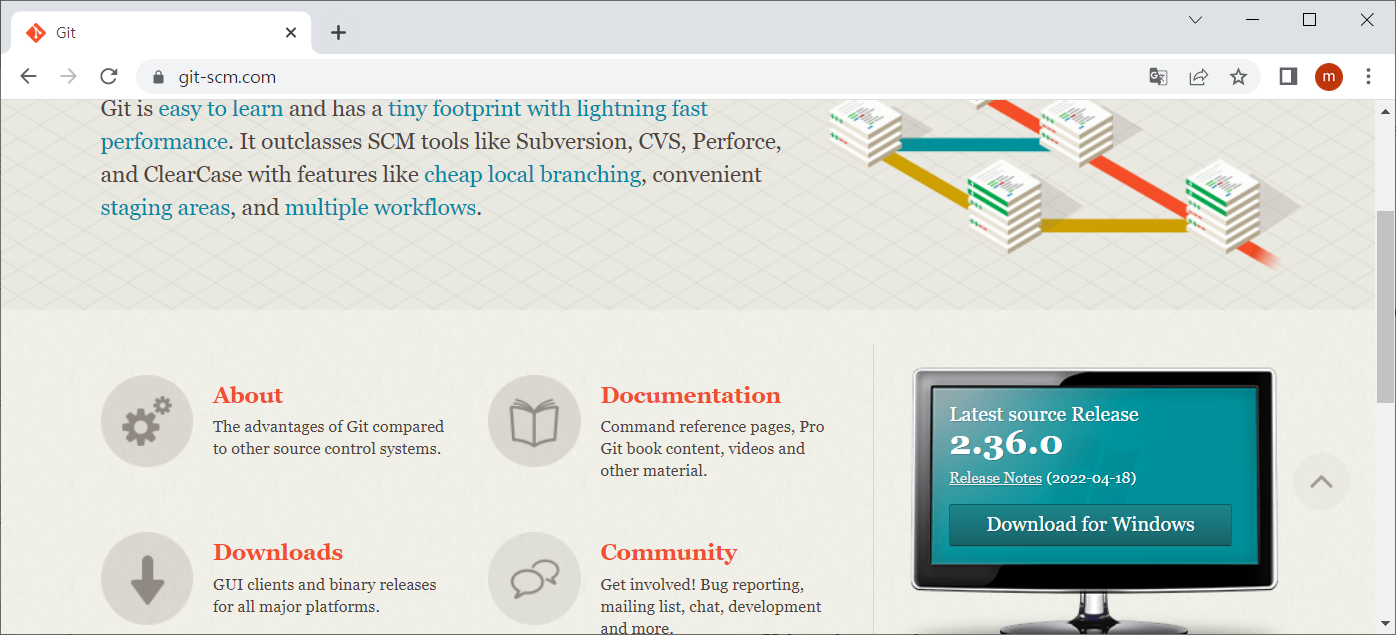 Git
git-scm.com
m
Git is easy to learn and has a tiny footprint with lightning fast
performance. It outclasses SCM tools like Subversion, CVS, Perforce,
and ClearCase with features like cheap local branching, convenient
staging areas, and multiple workflows.
About
The advantages of Git compared
to other source control systems.
Documentation
Command reference pages, Pro
Git book content, videos and
other material.
Downloads
GUI clients and binary releases
for all major platforms.
Community
Get involved! Bug reporting,
mailing list, chat, development
and more.
Latest source Release
2.36.0
Release Notes (2022-04-18)
Download for Windows